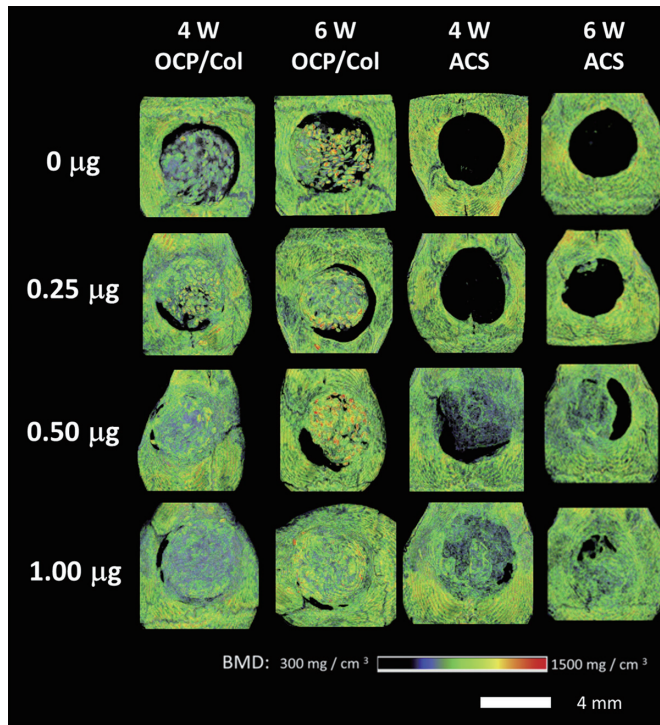 4 W 6 W 4 W 6 W
OCP/Col OCP/Col ACS ACS
0 μg
0.25 μg
0.50 μg
1.00 μg
BMD: 300 mg / cm ³ 1500 mg / cm ³
4 mm